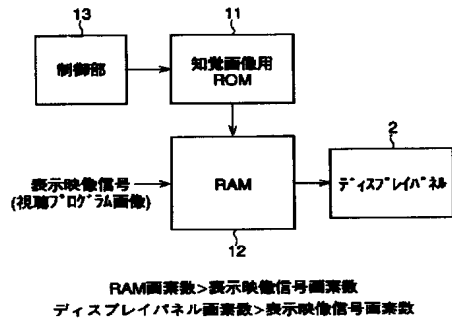 13
制御部
11
知覚画像用
ROM
2
表示映像信号
(視聴プログラム画像)
RAM
ディスプレイパネル
12
RAM画素数>表示映像信号画素数
ディスプレイパネル画素数>表示映像信号画素数